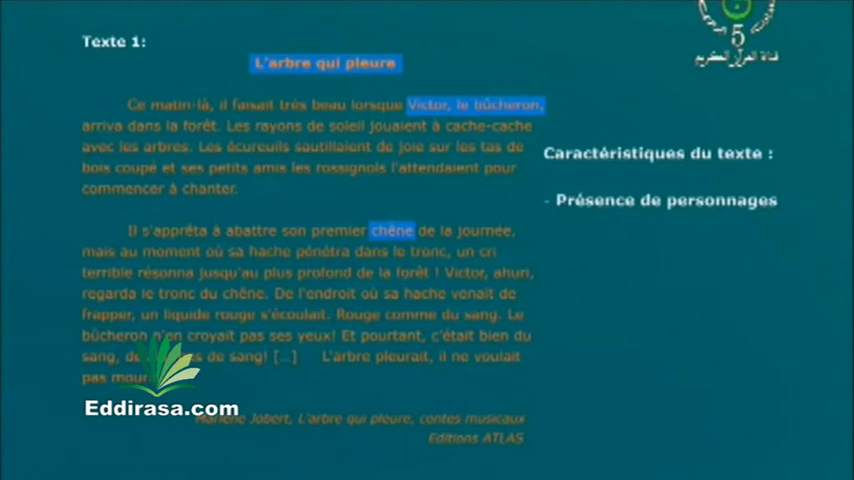 Texte 1:
L'arbre qui pleure
Ce matin-là, il faisait très beau lorsque Victor, le bûcheron,
arriva dans la forêt. Les rayons de soleil jouaient à cache-cache
avec les arbres. Les écureuils sautillaient de joie sur les tas de
bois coupé et ses petits amis les rossignols l'attendaient pour
commencer à chanter.
Il s'apprêta à abattre son premier chêne de la journée,
mais au moment où sa hache pénétra dans le tronc, un cri
terrible résonna jusqu'au plus profond de la forêt ! Victor, ahuri,
regarda le tronc du chêne. De l'endroit où sa hache venait de
frapper, un liquide rouge s'écoulait. Rouge comme du sang. Le
bûcheron n'en croyait pas ses yeux! Et pourtant, c'était bien du
sang, de sang! [...] L'arbre pleurait, il ne voulait
pas
Marlène Jobert, L'arbre qui pleure, contes musicaux
Editions ATLAS
Caractéristiques du texte :
- Présence de personnages
5
قناة القرآن الكريم
Eddirasa.com